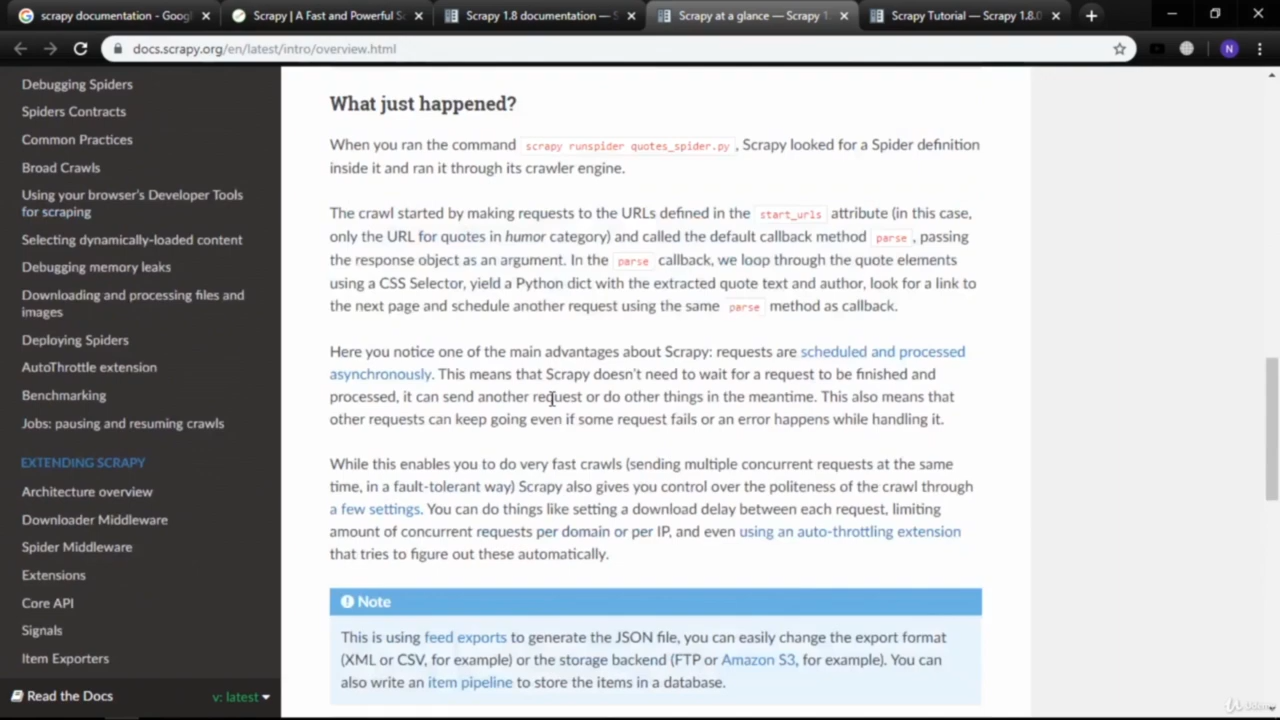 scrapy documentation - Goog
Scrapy | A Fast and Powerful Sc
Scrapy 1.8 documentation —
Scrapy at a glance — Scrapy 1.
Scrapy Tutorial — Scrapy 1.8.0
docs.scrapy.org/en/latest/intro/overview.html
N
Debugging Spiders
Spiders Contracts
Common Practices
Broad Crawls
Using your browser's Developer Tools
for scraping
Selecting dynamically-loaded content
Debugging memory leaks
Downloading and processing files and
images
Deploying Spiders
AutoThrottle extension
Benchmarking
Jobs: pausing and resuming crawls
EXTENDING SCRAPY
Architecture overview
Downloader Middleware
Spider Middleware
Extensions
Core API
Signals
Item Exporters
Read the Docs
v: latest
What just happened?
When you ran the command scrapy runspider quotes_spider.py , Scrapy looked for a Spider definition
inside it and ran it through its crawler engine.
The crawl started by making requests to the URLs defined in the start_urls attribute (in this case,
only the URL for quotes in humor category) and called the default callback method parse , passing
the response object as an argument. In the parse callback, we loop through the quote elements
using a CSS Selector, yield a Python dict with the extracted quote text and author, look for a link to
the next page and schedule another request using the same parse method as callback.
Here you notice one of the main advantages about Scrapy: requests are scheduled and processed
asynchronously. This means that Scrapy doesn't need to wait for a request to be finished and
processed, it can send another request or do other things in the meantime. This also means that
other requests can keep going even if some request fails or an error happens while handling it.
While this enables you to do very fast crawls (sending multiple concurrent requests at the same
time, in a fault-tolerant way) Scrapy also gives you control over the politeness of the crawl through
a few settings. You can do things like setting a download delay between each request, limiting
amount of concurrent requests per domain or per IP, and even using an auto-throttling extension
that tries to figure out these automatically.
Note
This is using feed exports to generate the JSON file, you can easily change the export format
(XML or CSV, for example) or the storage backend (FTP or Amazon S3, for example). You can
also write an item pipeline to store the items in a database.